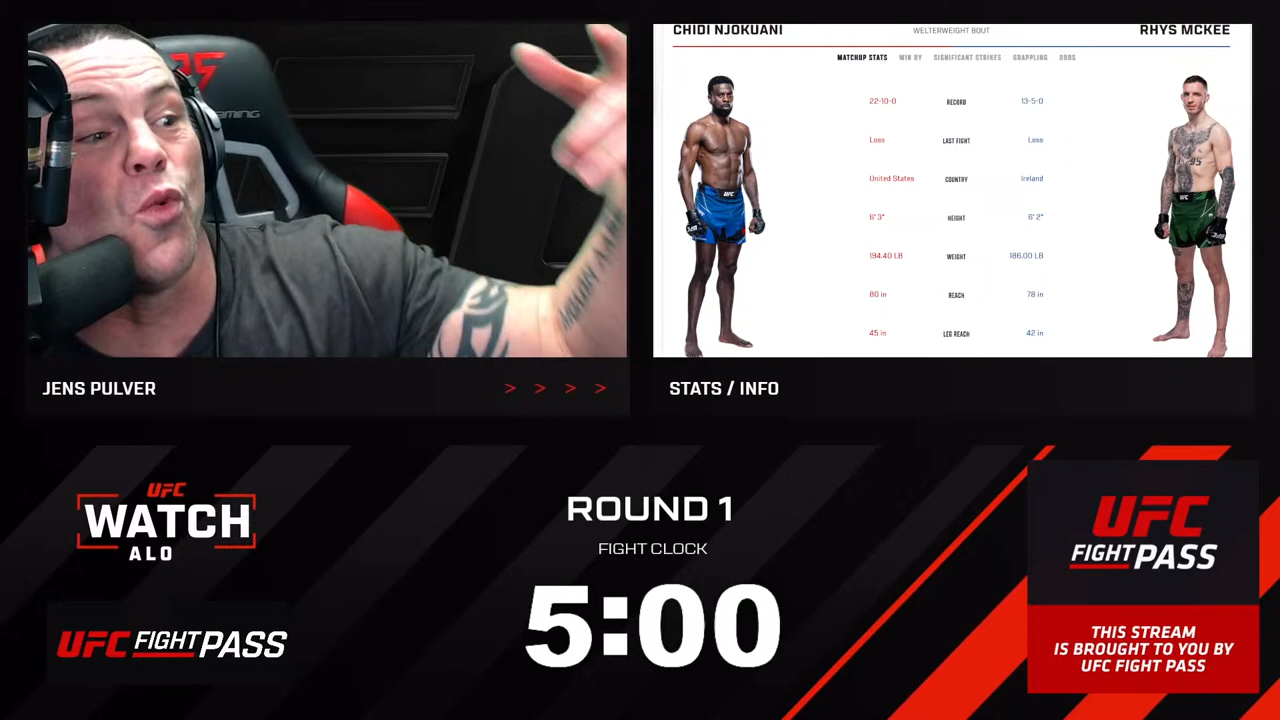 CHIDI NJOKUANI
WELTERWEIGHT BOUT
RHYS MCKEE
MATCHUP STATS WIN BY SIGNIFICANT STRIKES GRAPPLING ODDS
22-10-0 RECORD 13-5-0
Loss LAST FIGHT Loss
United States COUNTRY Ireland
6' 3" HEIGHT 6' 2"
194.40 LB WEIGHT 186.00 LB
80 in REACH 78 in
45 in LEG REACH 42 in
UFC
UFC
JENS PULVER > > > >
STATS / INFO
UFC
WATCH
ALO
UFC FIGHT PASS
ROUND 1
FIGHT CLOCK
5:00
UFC
FIGHT PASS
THIS STREAM
IS BROUGHT TO YOU BY
UFC FIGHT PASS